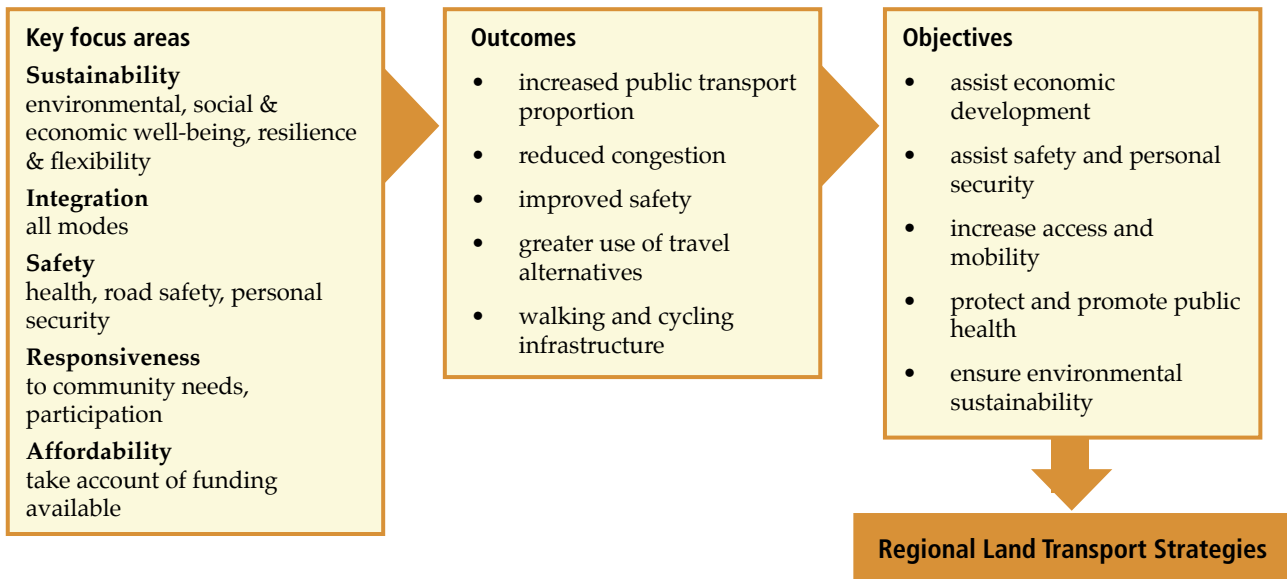 Key focus areas
Sustainability
environmental, social &
economic well-being, resilience
& flexibility
Integration
all modes
Safety
health, road safety, personal
security
Responsiveness
to community needs,
participation
Affordability
take account of funding
available
Outcomes
• increased public transport
proportion
• reduced congestion
• improved safety
• greater use of travel
alternatives
• walking and cycling
infrastructure
Objectives
• assist economic
development
• assist safety and personal
security
• increase access and
mobility
• protect and promote public
health
• ensure environmental
sustainability
Regional Land Transport Strategies